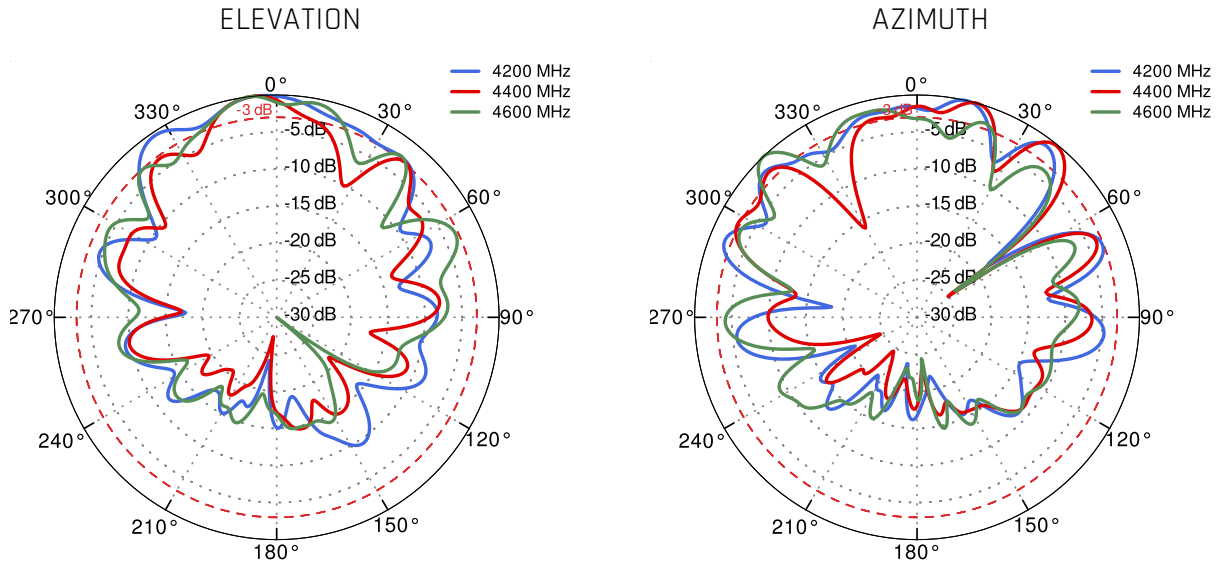 ELEVATION
4200 MHz
4400 MHz
4600 MHz
0°
30°
60°
90°
120°
150°
180°
210°
240°
270°
300°
330°
-3 dB
-5 dB
-10 dB
-15 dB
-20 dB
-25 dB
-30 dB
AZIMUTH
4200 MHz
4400 MHz
4600 MHz
0°
30°
60°
90°
120°
150°
180°
210°
240°
270°
300°
330°
-3 dB
-5 dB
-10 dB
-15 dB
-20 dB
-25 dB
-30 dB